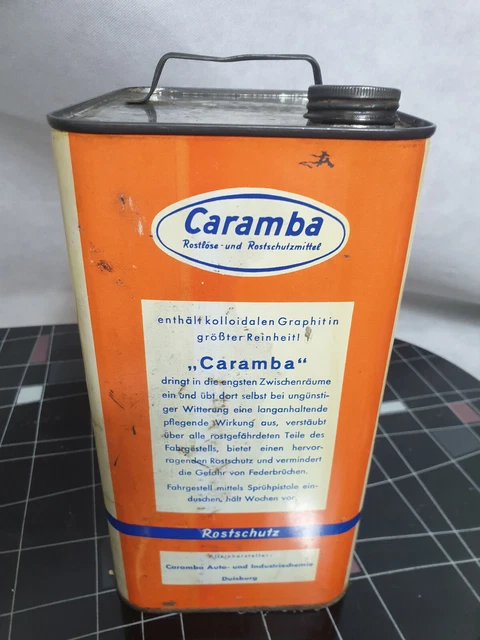 Caramba
Rostlöse- und Rostschutzmittel
enthält kolloidalen Graphit in
größter Reinheit!
„Caramba“
dringt in die engsten Zwischenräume
ein und übt dort selbst bei ungünsti-
ger Witterung eine langanhaltende
pflegende Wirkung aus, verstäubt
über alle rostgefährdeten Teile des
Fahrgestells, bietet einen hervor-
ragenden Rostschutz und vermindert
die Gefahr von Federbrüchen.
Fahrgestell mittels Sprühpistole ein-
duschen, hält Wochen vor.
Rostschutz
Alleinhersteller:
Caramba Auto- und Industriechemie
Duisburg